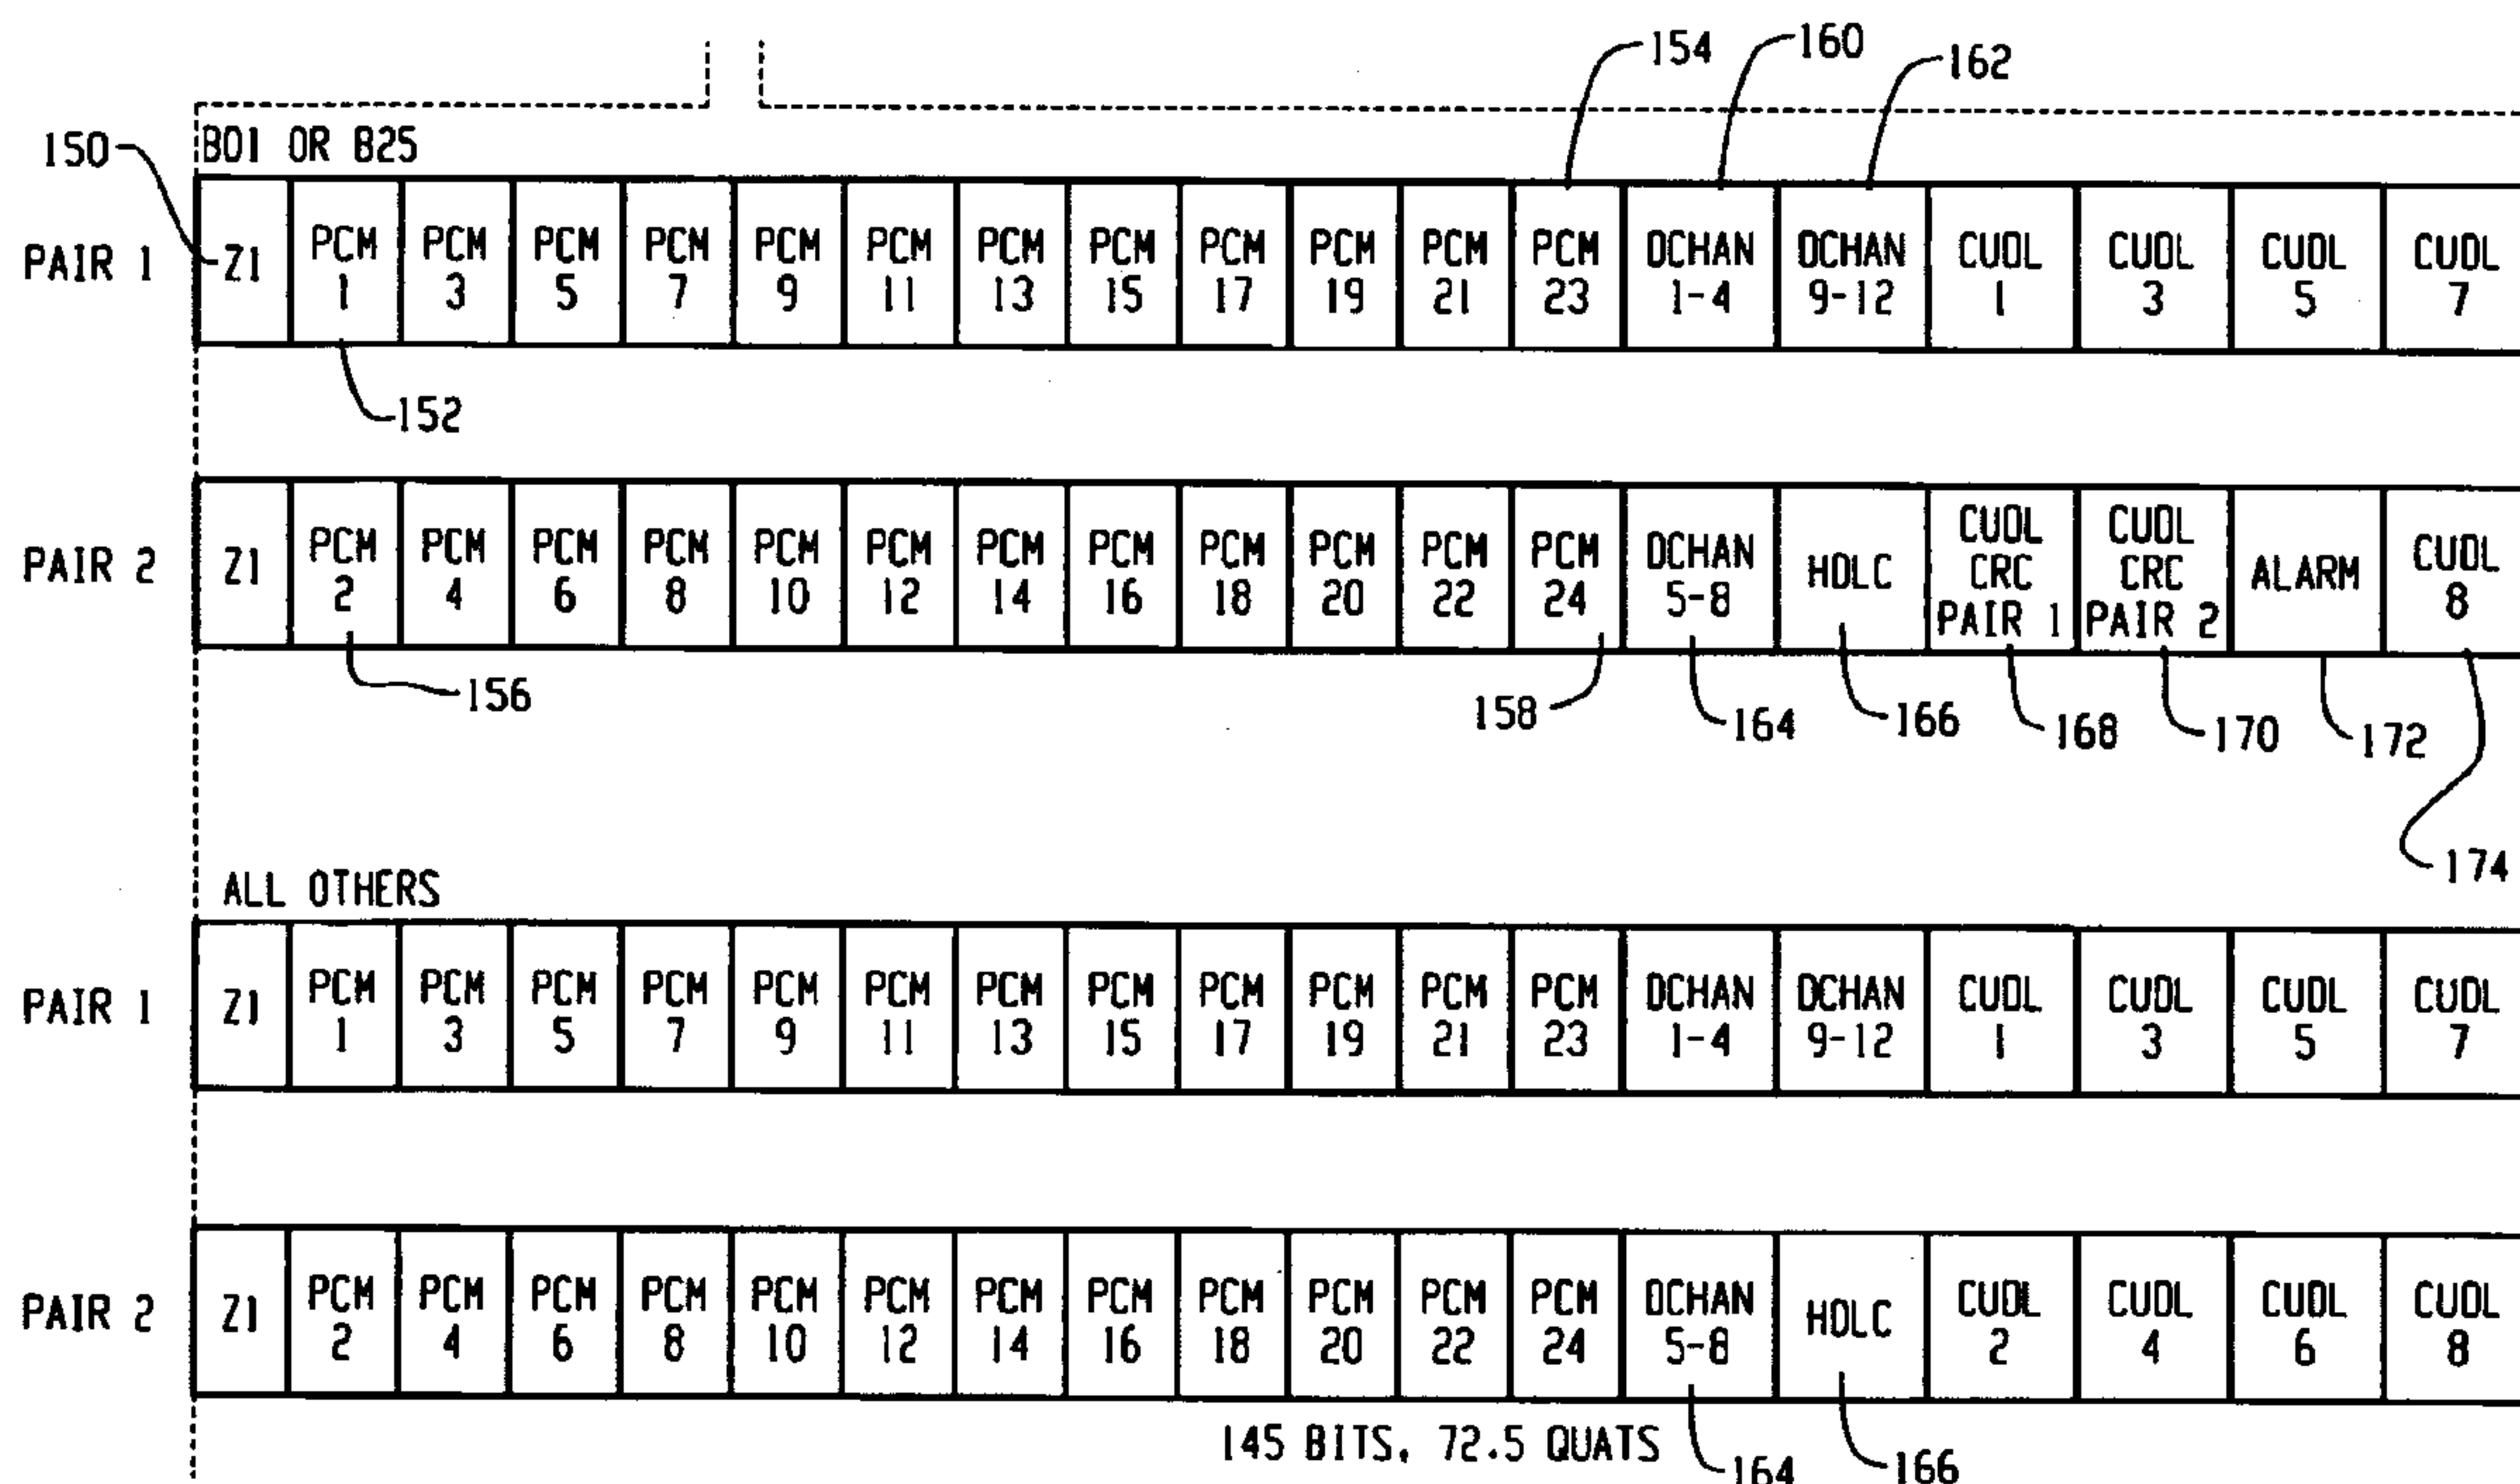 154 160 162
B01 OR B25
150
PAIR 1 Z1 PCM 1 PCM 3 PCM 5 PCM 7 PCM 9 PCM 11 PCM 13 PCM 15 PCM 17 PCM 19 PCM 21 PCM 23 DCHAN 1-4 DCHAN 9-12 CUDL 1 CUDL 3 CUDL 5 CUDL 7
152
PAIR 2 Z1 PCM 2 PCM 4 PCM 6 PCM 8 PCM 10 PCM 12 PCM 14 PCM 16 PCM 18 PCM 20 PCM 22 PCM 24 DCHAN 5-8 HDLC CUDL CRC PAIR 1 CUDL CRC PAIR 2 ALARM CUDL 8
156 158 164 166 168 170 172
174
ALL OTHERS
PAIR 1 Z1 PCM 1 PCM 3 PCM 5 PCM 7 PCM 9 PCM 11 PCM 13 PCM 15 PCM 17 PCM 19 PCM 21 PCM 23 DCHAN 1-4 DCHAN 9-12 CUDL 1 CUDL 3 CUDL 5 CUDL 7
PAIR 2 Z1 PCM 2 PCM 4 PCM 6 PCM 8 PCM 10 PCM 12 PCM 14 PCM 16 PCM 18 PCM 20 PCM 22 PCM 24 DCHAN 5-8 HDLC CUDL 2 CUDL 4 CUDL 6 CUDL 8
145 BITS, 72.5 QUATS
164 166